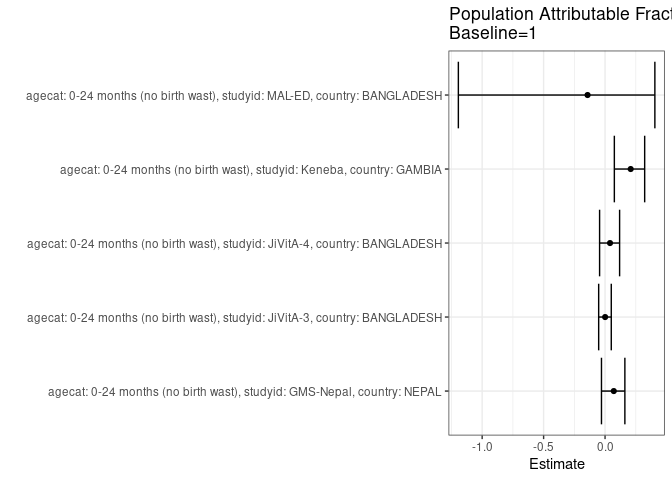 Population Attributable Fract
Baseline=1
agecat: 0-24 months (no birth wast), studyid: MAL-ED, country: BANGLADESH
agecat: 0-24 months (no birth wast), studyid: Keneba, country: GAMBIA
agecat: 0-24 months (no birth wast), studyid: JiVitA-4, country: BANGLADESH
agecat: 0-24 months (no birth wast), studyid: JiVitA-3, country: BANGLADESH
agecat: 0-24 months (no birth wast), studyid: GMS-Nepal, country: NEPAL
-1.0 -0.5 0.0
Estimate